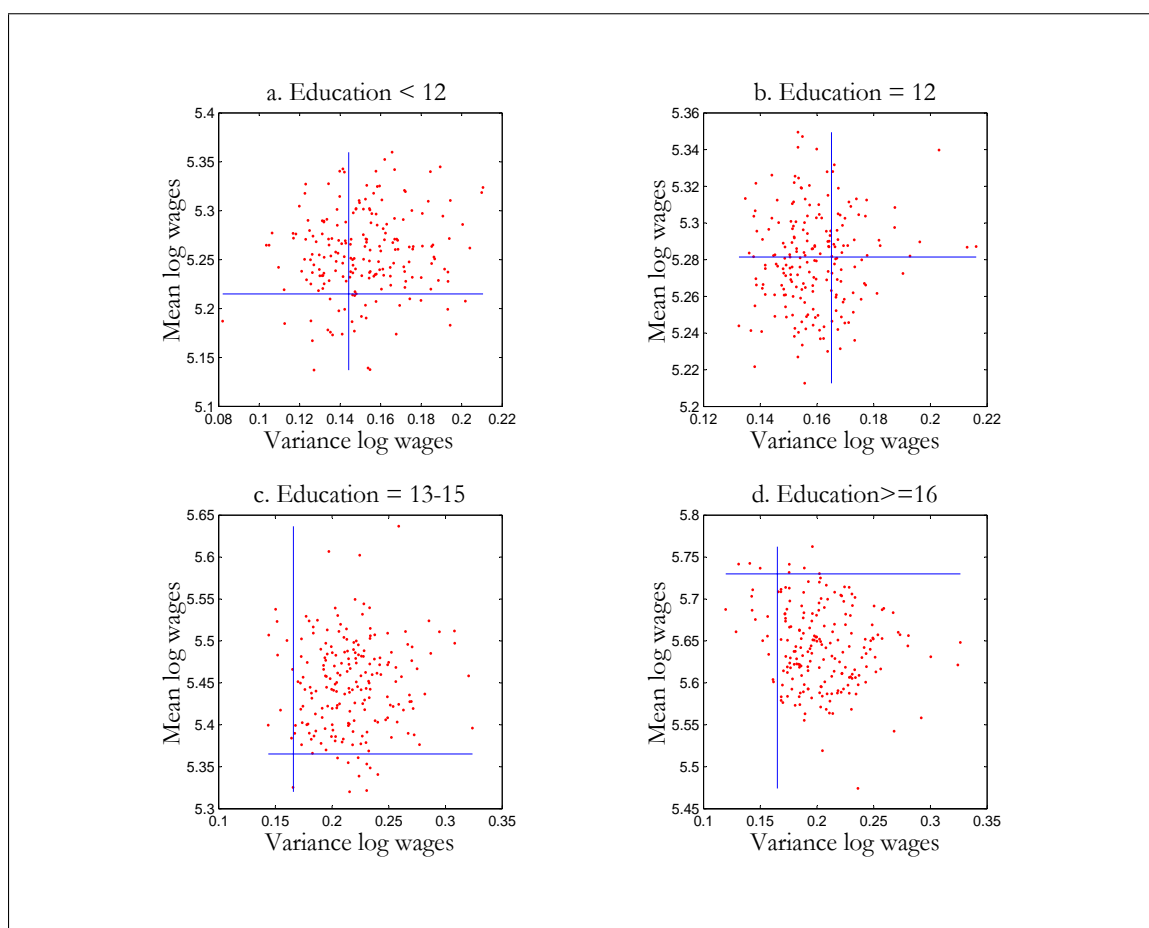 a. Education < 12
Mean log wages
5.4
5.35
5.3
5.25
5.2
5.15
5.1
0.08 0.1 0.12 0.14 0.16 0.18 0.2 0.22
Variance log wages
b. Education = 12
Mean log wages
5.36
5.34
5.32
5.3
5.28
5.26
5.24
5.22
5.2
0.12 0.14 0.16 0.18 0.2 0.22
Variance log wages
c. Education = 13-15
Mean log wages
5.65
5.6
5.55
5.5
5.45
5.4
5.35
5.3
0.1 0.15 0.2 0.25 0.3 0.35
Variance log wages
d. Education>=16
Mean log wages
5.8
5.75
5.7
5.65
5.6
5.55
5.5
5.45
0.1 0.15 0.2 0.25 0.3 0.35
Variance log wages